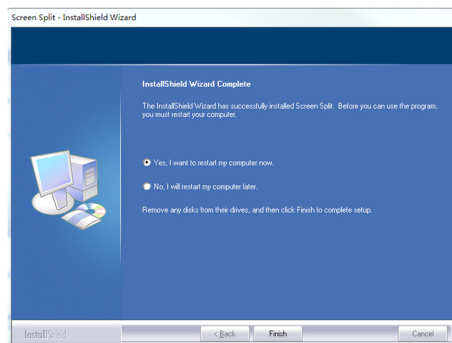 Screen Split - InstallShield Wizard
InstallShield Wizard Complete
The InstallShield Wizard has successfully installed Screen Split. Before you can use the program,
you must restart your computer.
Yes, I want to restart my computer now.
No, I will restart my computer later.
Remove any disks from their drives, and then click Finish to complete setup.
InstallShield
< Back
Finish
Cancel